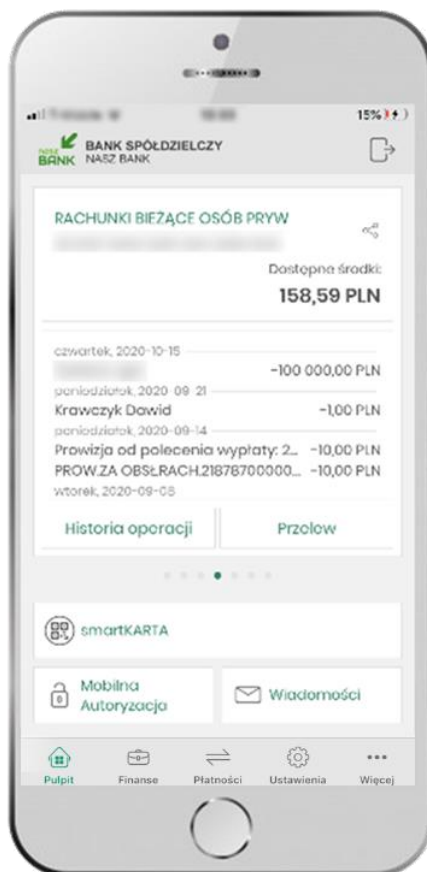 15%
nasz BANK
BANK SPÓŁDZIELCZY
NASZ BANK
RACHUNKI BIEŻĄCE OSÓB PRYW
Dostępne środki:
158,59 PLN
czwartek, 2020-10-15
-100 000,00 PLN
poniedziałek, 2020-09-21
Krawczyk Dawid -1,00 PLN
poniedziałek, 2020-09-14
Prowizja od polecenia wypłaty: 2... -10,00 PLN
PROW.ZA OBSŁ.RACH.21878700000... -10,00 PLN
wtorek, 2020-09-08
Historia operacji Przelew
smartKARTA
Mobilna
Autoryzacja
Wiadomości
Pulpit Finanse Płatności Ustawienia Więcej